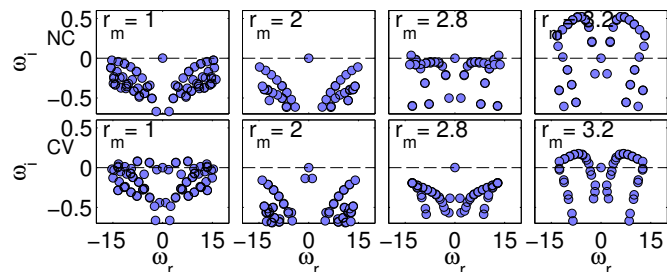 0.5
0
−0.5
ω_i NC
r_m = 1
r_m = 2
r_m = 2.8
r_m = 3.2
0.5
0
−0.5
ω_i CV
r_m = 1
r_m = 2
r_m = 2.8
r_m = 3.2
−15 0 15
−15 0 15
−15 0 15
−15 0 15
ω_r
ω_r
ω_r
ω_r